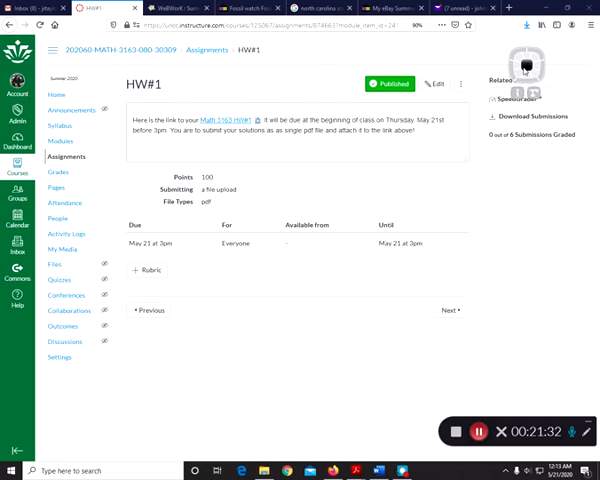 Inbox (8) - jrtaylo
HW#1
WeBWorK : Summ
Fossil watch Foss
north carolina sta
My eBay Summar
(7 unread) - john
https://uncc.instructure.com/courses/125067/assignments/874663?module_item_id=24
90%
202060-MATH-3163-080-30309 › Assignments › HW#1
Summer 2020
Account
Admin
Dashboard
Courses
Groups
Calendar
Inbox
Commons
Help
Home
Announcements
Syllabus
Modules
Assignments
Grades
Pages
Attendance
People
Activity Logs
My Media
Files
Quizzes
Conferences
Collaborations
Outcomes
Discussions
Settings
HW#1
Published
Edit
Here is the link to your Math 3163 HW#1 It will be due at the beginning of class on Thursday, May 21st
before 3pm. You are to submit your solutions as as single pdf file and attach it to the link above!
Points 100
Submitting a file upload
File Types pdf
Due For Available from Until
May 21 at 3pm Everyone - May 21 at 3pm
+ Rubric
Previous
Next
Related
SpeedGrader™
Download Submissions
0 out of 6 Submissions Graded
00:21:32
Type here to search
12:13 AM
5/21/2020